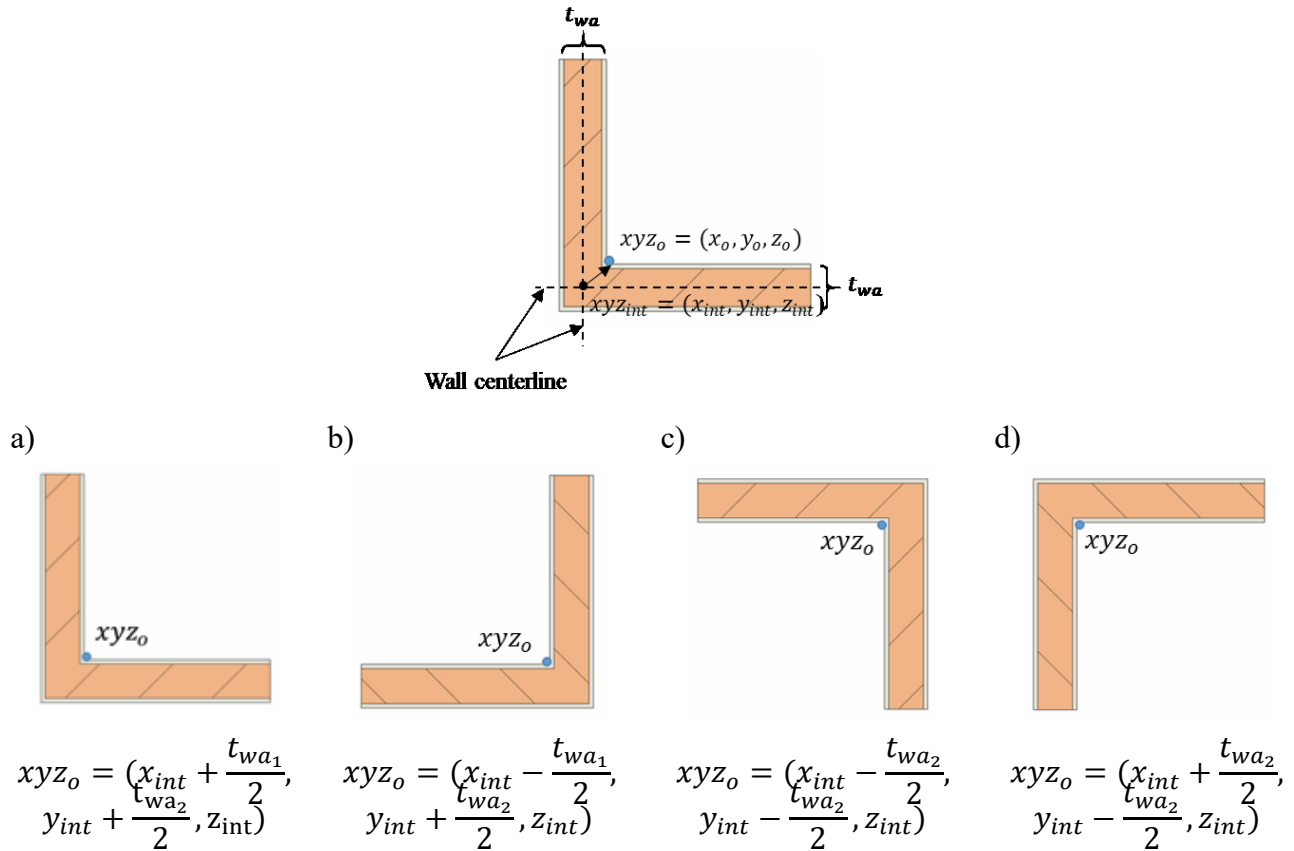 t_wa
xyz_o = (x_o, y_o, z_o)
t_wa
xyz_int = (x_int, y_int, z_int)
Wall centerline
a) b) c) d)
xyz_o xyz_o
xyz_o xyz_o
xyz_o = (x_int + t_wa₁/2, y_int + t_wa₂/2, z_int)
xyz_o = (x_int − t_wa₁/2, y_int + t_wa₂/2, z_int)
xyz_o = (x_int − t_wa₂/2, y_int − t_wa₂/2, z_int)
xyz_o = (x_int + t_wa₂/2, y_int − t_wa₂/2, z_int)